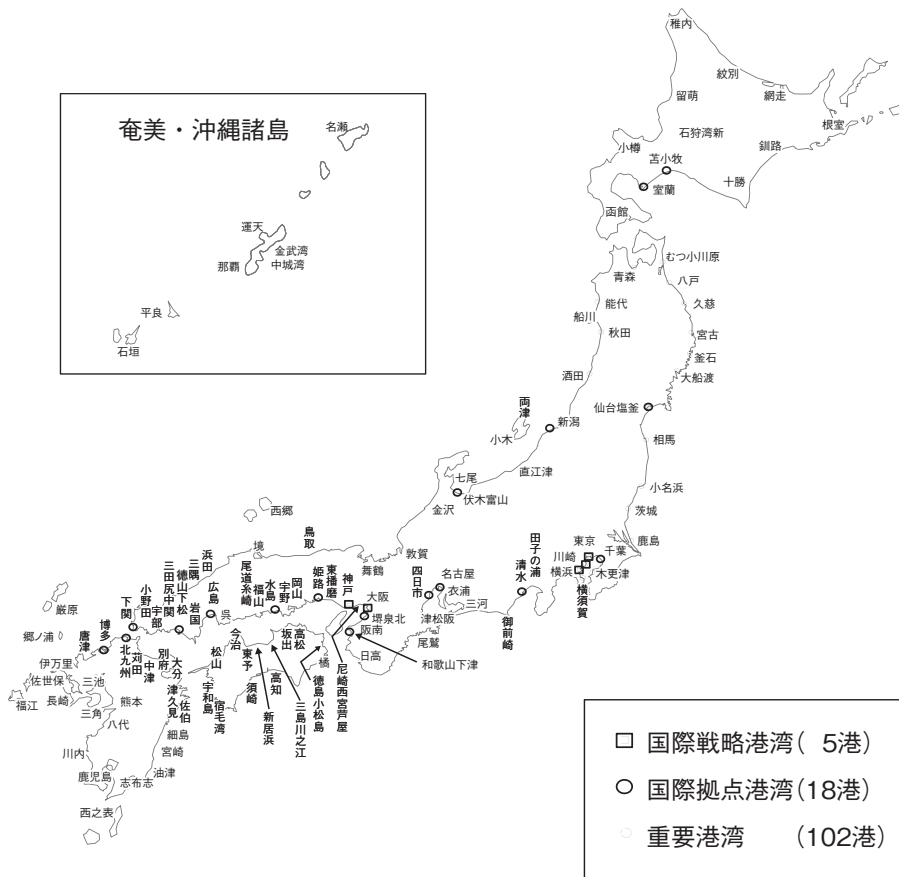 奄美・沖縄諸島
名瀬
運天
金武湾
那覇
中城湾
平良
石垣
稚内
紋別
留萌
網走
根室
石狩湾新
小樽
釧路
苫小牧
十勝
室蘭
函館
むつ小川原
青森
八戸
能代
久慈
船川
秋田
宮古
釜石
大船渡
酒田
仙台塩釜
両津
新潟
小木
相馬
直江津
七尾
小名浜
伏木富山
金沢
茨城
西郷
鹿島
鳥取
境
敦賀
舞鶴
東京
川崎
千葉
横浜
木更津
横須賀
田子の浦
清水
御前崎
名古屋
四日市
衣浦
三河
津松阪
尾鷲
浜田
三隅
徳山下松
三田尻中関
宇部
小野田
下関
岩国
広島
呉
尾道糸崎
福山
水島
宇野
岡山
姫路
東播磨
神戸
大阪
堺泉北
阪南
日高
和歌山下津
尼崎西宮芦屋
橘
徳島小松島
高松
坂出
三島川之江
新居浜
高知
須崎
東予
今治
松山
宇和島
宿毛湾
厳原
郷ノ浦
唐津
博多
北九州
苅田
中津
別府
大分
津久見
佐伯
伊万里
佐世保
長崎
福江
三池
三角
熊本
八代
細島
宮崎
川内
油津
鹿児島
志布志
西之表
国際戦略港湾( 5港)
国際拠点港湾(18港)
重要港湾 (102港)